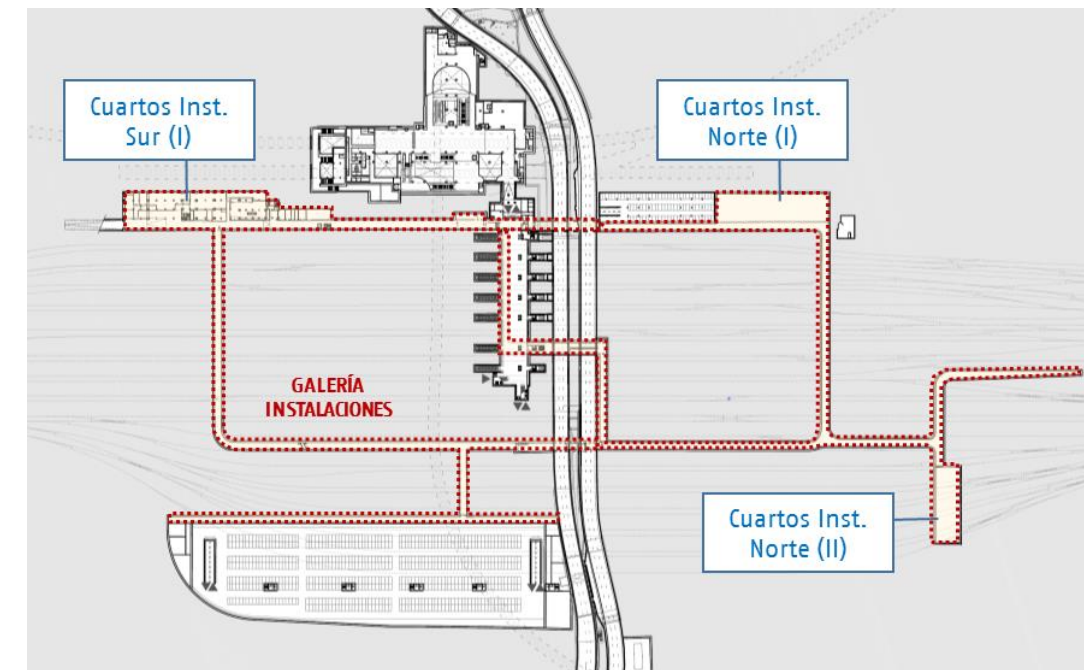 Cuartos Inst.
Sur (I)
Cuartos Inst.
Norte (I)
GALERÍA
INSTALACIONES
Cuartos Inst.
Norte (II)